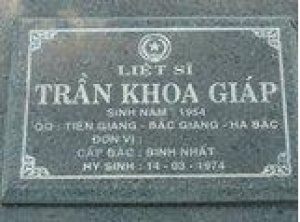 LIỆT SĨ
TRẦN KHOA GIÁP
SINH NĂM : 1954
QQ : TIÊN GIANG - BẮC GIANG - HÀ BẮC
ĐƠN VỊ :
CẤP BẬC : BINH NHẤT
HY SINH : 14 - 03 - 1974